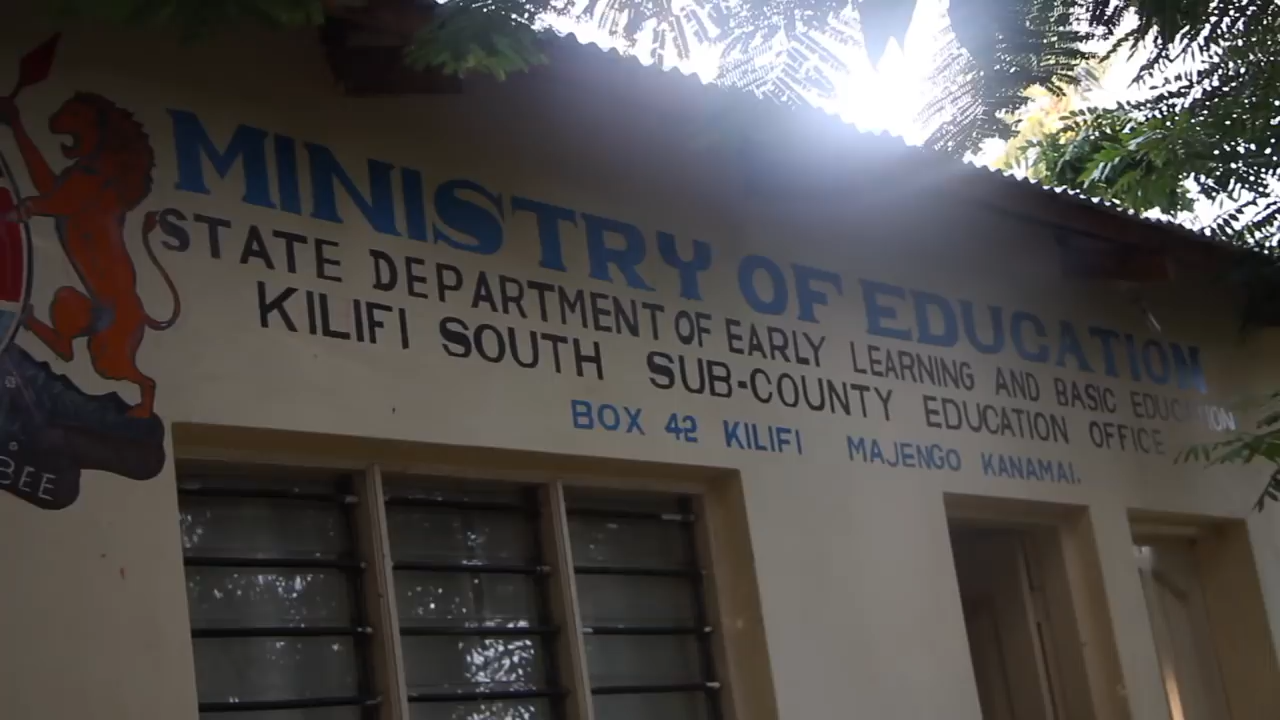 MINISTRY OF EDUCATION
STATE DEPARTMENT OF EARLY LEARNING AND BASIC EDUCATION
KILIFI SOUTH SUB-COUNTY EDUCATION OFFICE
BOX 42 KILIFI MAJENGO KANAMAI.
BEE